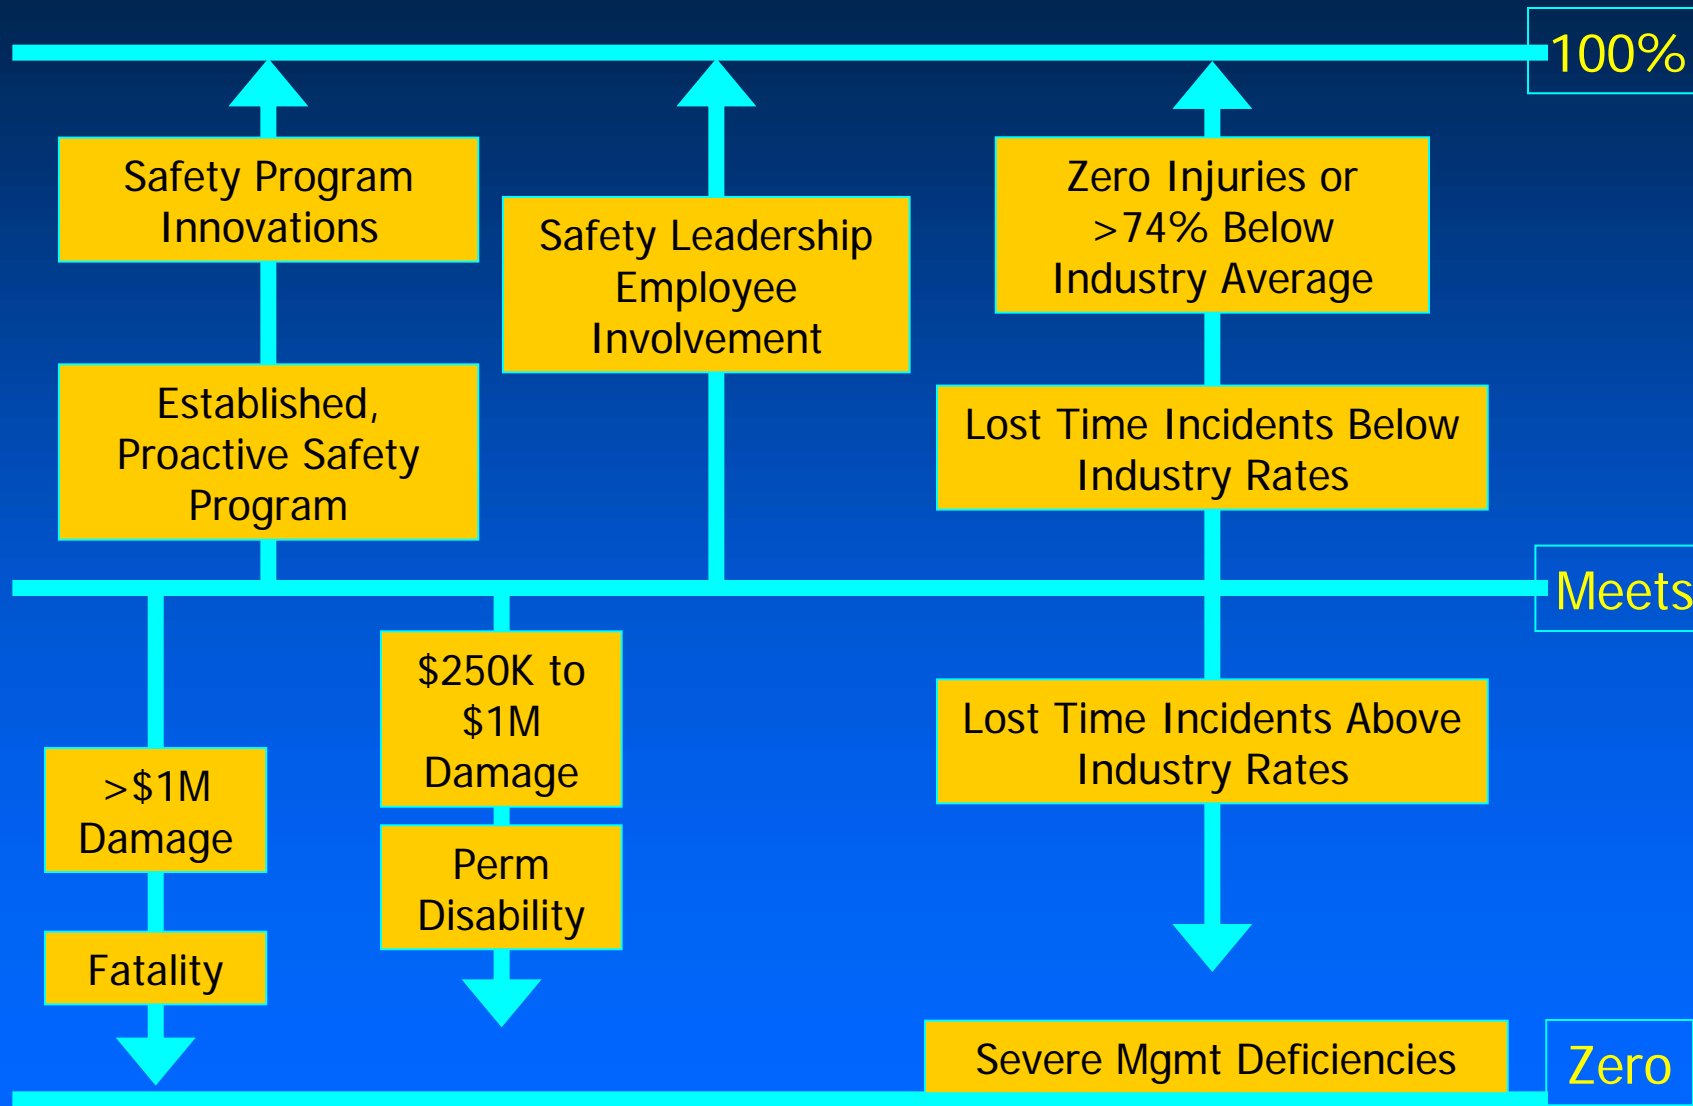 100%
Safety Program
Innovations
Established,
Proactive Safety
Program
Safety Leadership
Employee
Involvement
Zero Injuries or
>74% Below
Industry Average
Lost Time Incidents Below
Industry Rates
Meets
>$1M
Damage
Fatality
$250K to
$1M
Damage
Perm
Disability
Lost Time Incidents Above
Industry Rates
Severe Mgmt Deficiencies
Zero